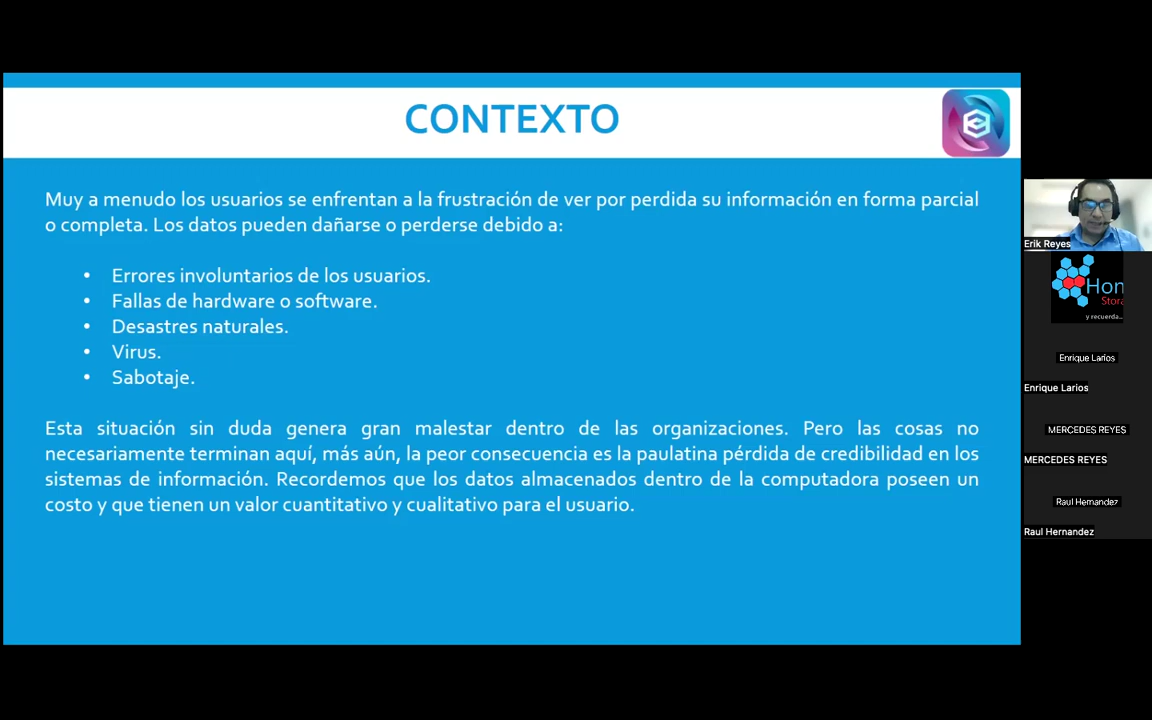 CONTEXTO
Muy a menudo los usuarios se enfrentan a la frustración de ver por perdida su información en forma parcial
o completa. Los datos pueden dañarse o perderse debido a:
• Errores involuntarios de los usuarios.
• Fallas de hardware o software.
• Desastres naturales.
• Virus.
• Sabotaje.
Esta situación sin duda genera gran malestar dentro de las organizaciones. Pero las cosas no
necesariamente terminan aquí, más aún, la peor consecuencia es la paulatina pérdida de credibilidad en los
sistemas de información. Recordemos que los datos almacenados dentro de la computadora poseen un
costo y que tienen un valor cuantitativo y cualitativo para el usuario.
Erik Reyes
Hon
Stora
y recuerda...
Enrique Larios
Enrique Larios
MERCEDES REYES
MERCEDES REYES
Raul Hernandez
Raul Hernandez